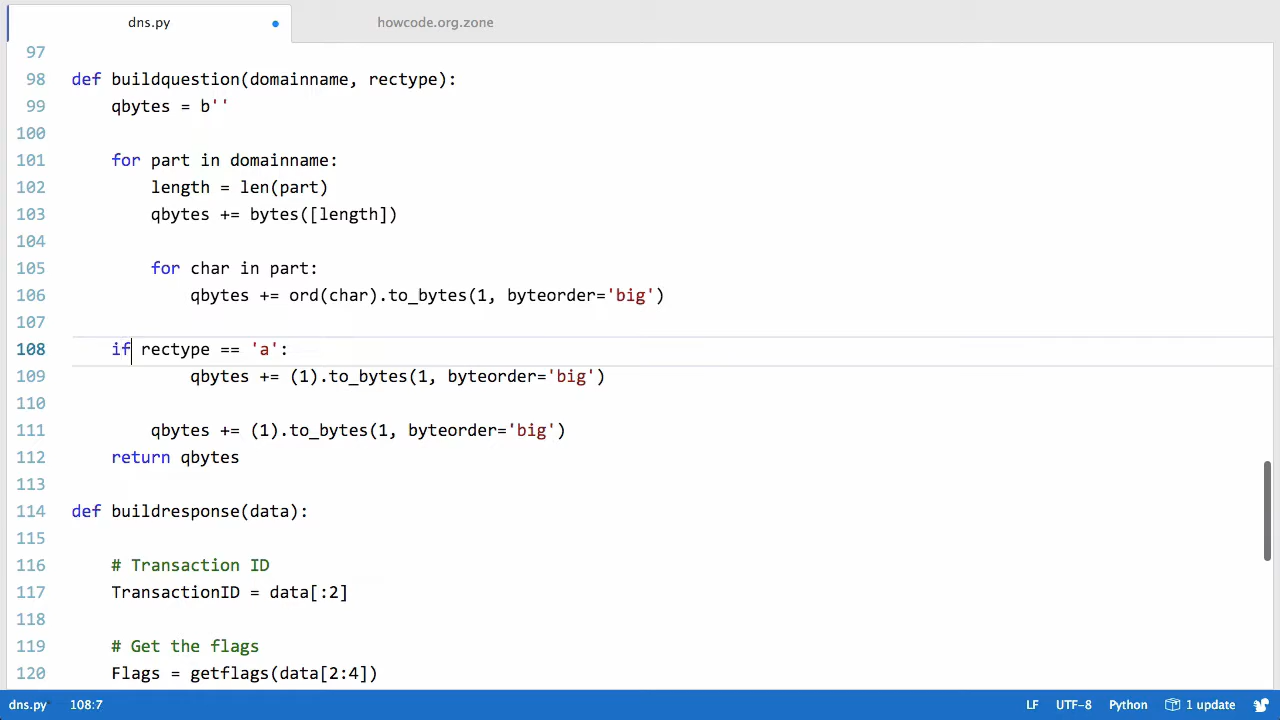 dns.py howcode.org.zone
97
98 def buildquestion(domainname, rectype):
99     qbytes = b''
100
101     for part in domainname:
102         length = len(part)
103         qbytes += bytes([length])
104
105         for char in part:
106             qbytes += ord(char).to_bytes(1, byteorder='big')
107
108     if rectype == 'a':
109             qbytes += (1).to_bytes(1, byteorder='big')
110
111         qbytes += (1).to_bytes(1, byteorder='big')
112     return qbytes
113
114 def buildresponse(data):
115
116     # Transaction ID
117     TransactionID = data[:2]
118
119     # Get the flags
120     Flags = getflags(data[2:4])
dns.py 108:7 LF UTF-8 Python 1 update